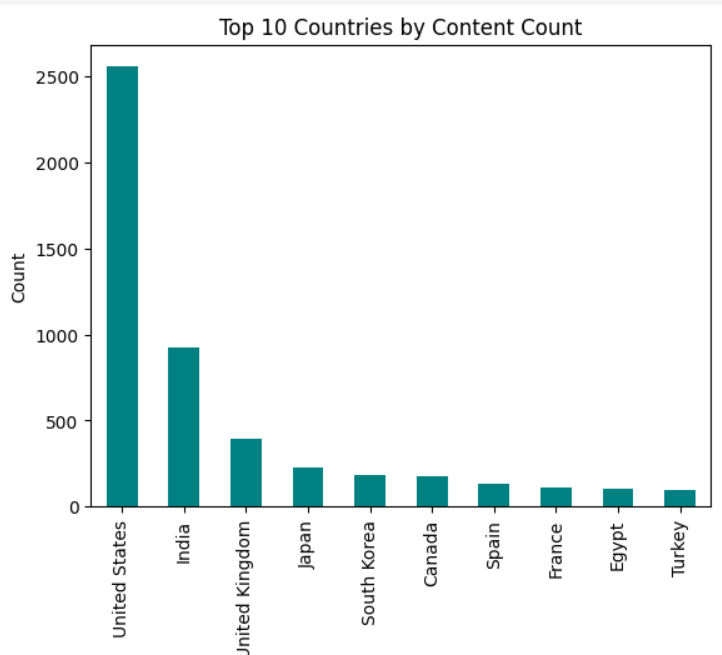 Top 10 Countries by Content Count
2500
2000
1500
1000
500
0
Count
United States
India
United Kingdom
Japan
South Korea
Canada
Spain
France
Egypt
Turkey